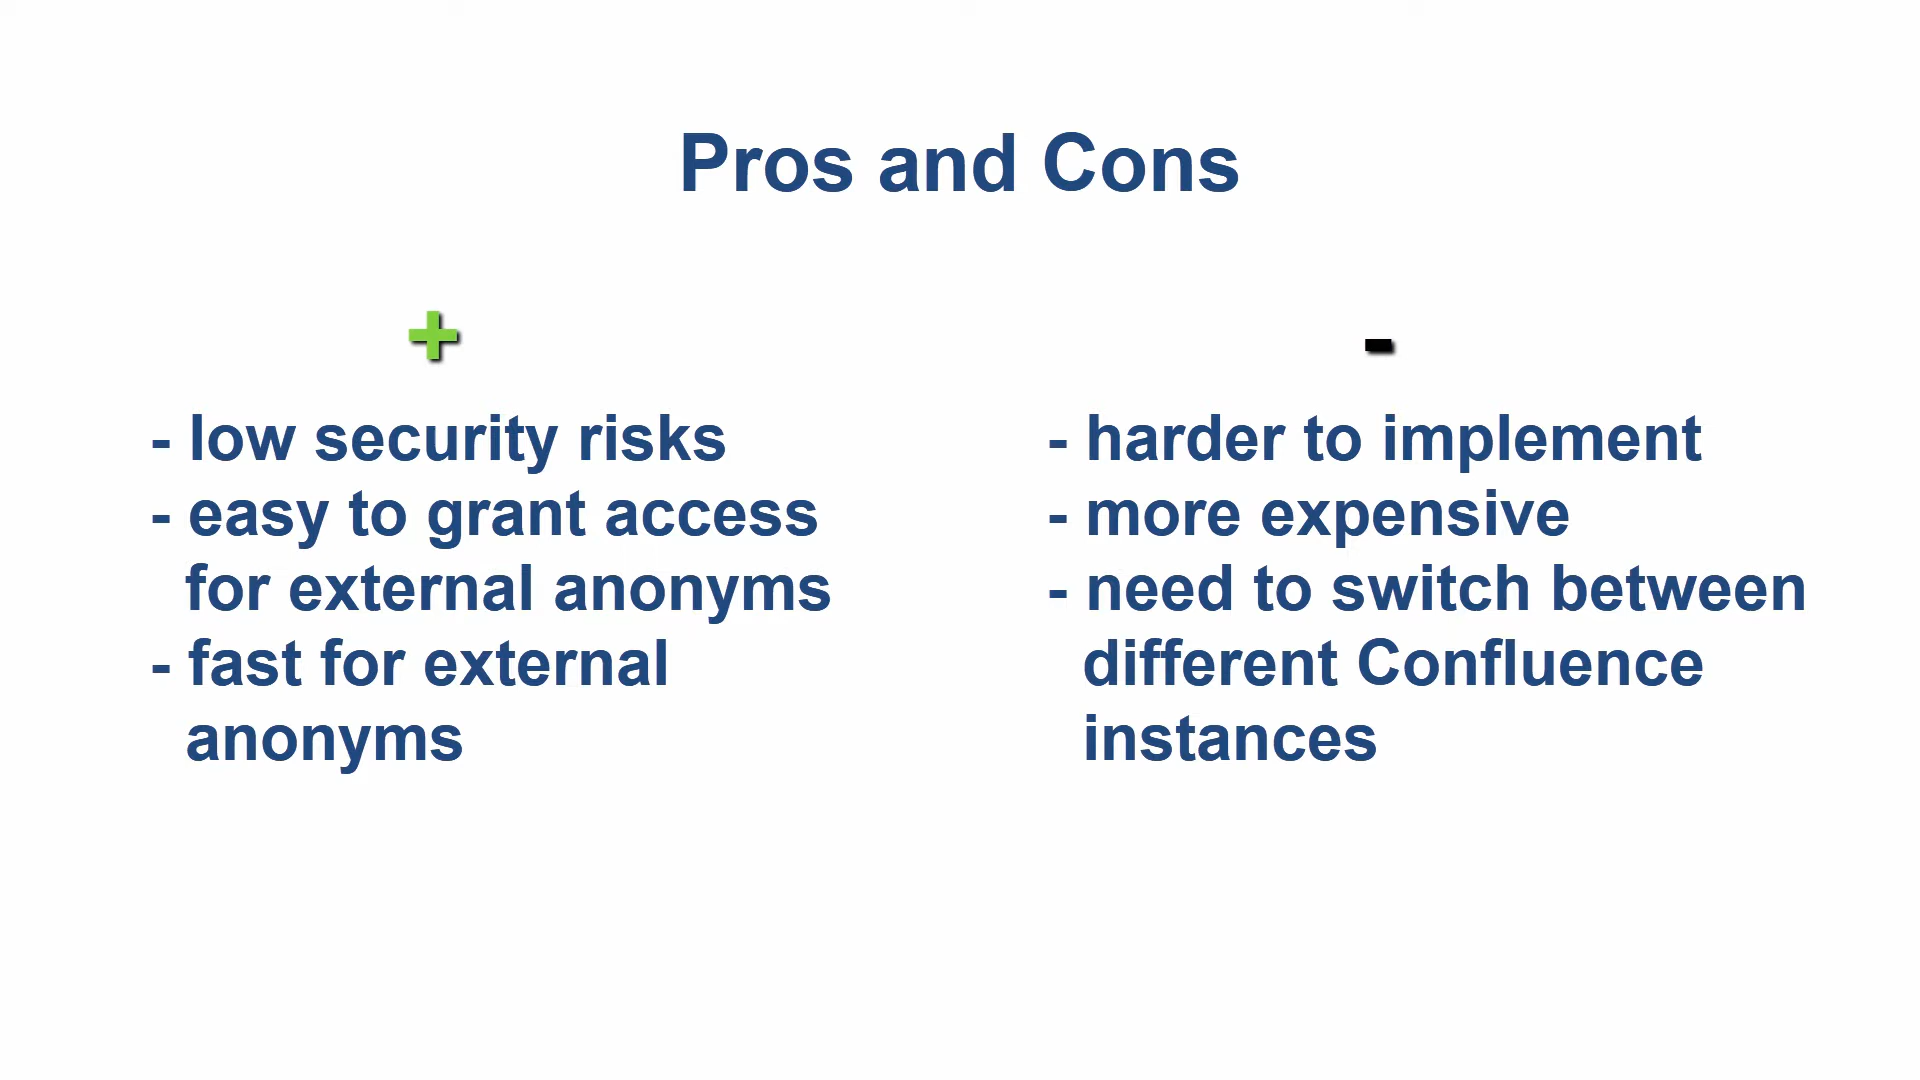 Pros and Cons
+
- low security risks
- easy to grant access
for external anonyms
- fast for external
anonyms
-
- harder to implement
- more expensive
- need to switch between
different Confluence
instances